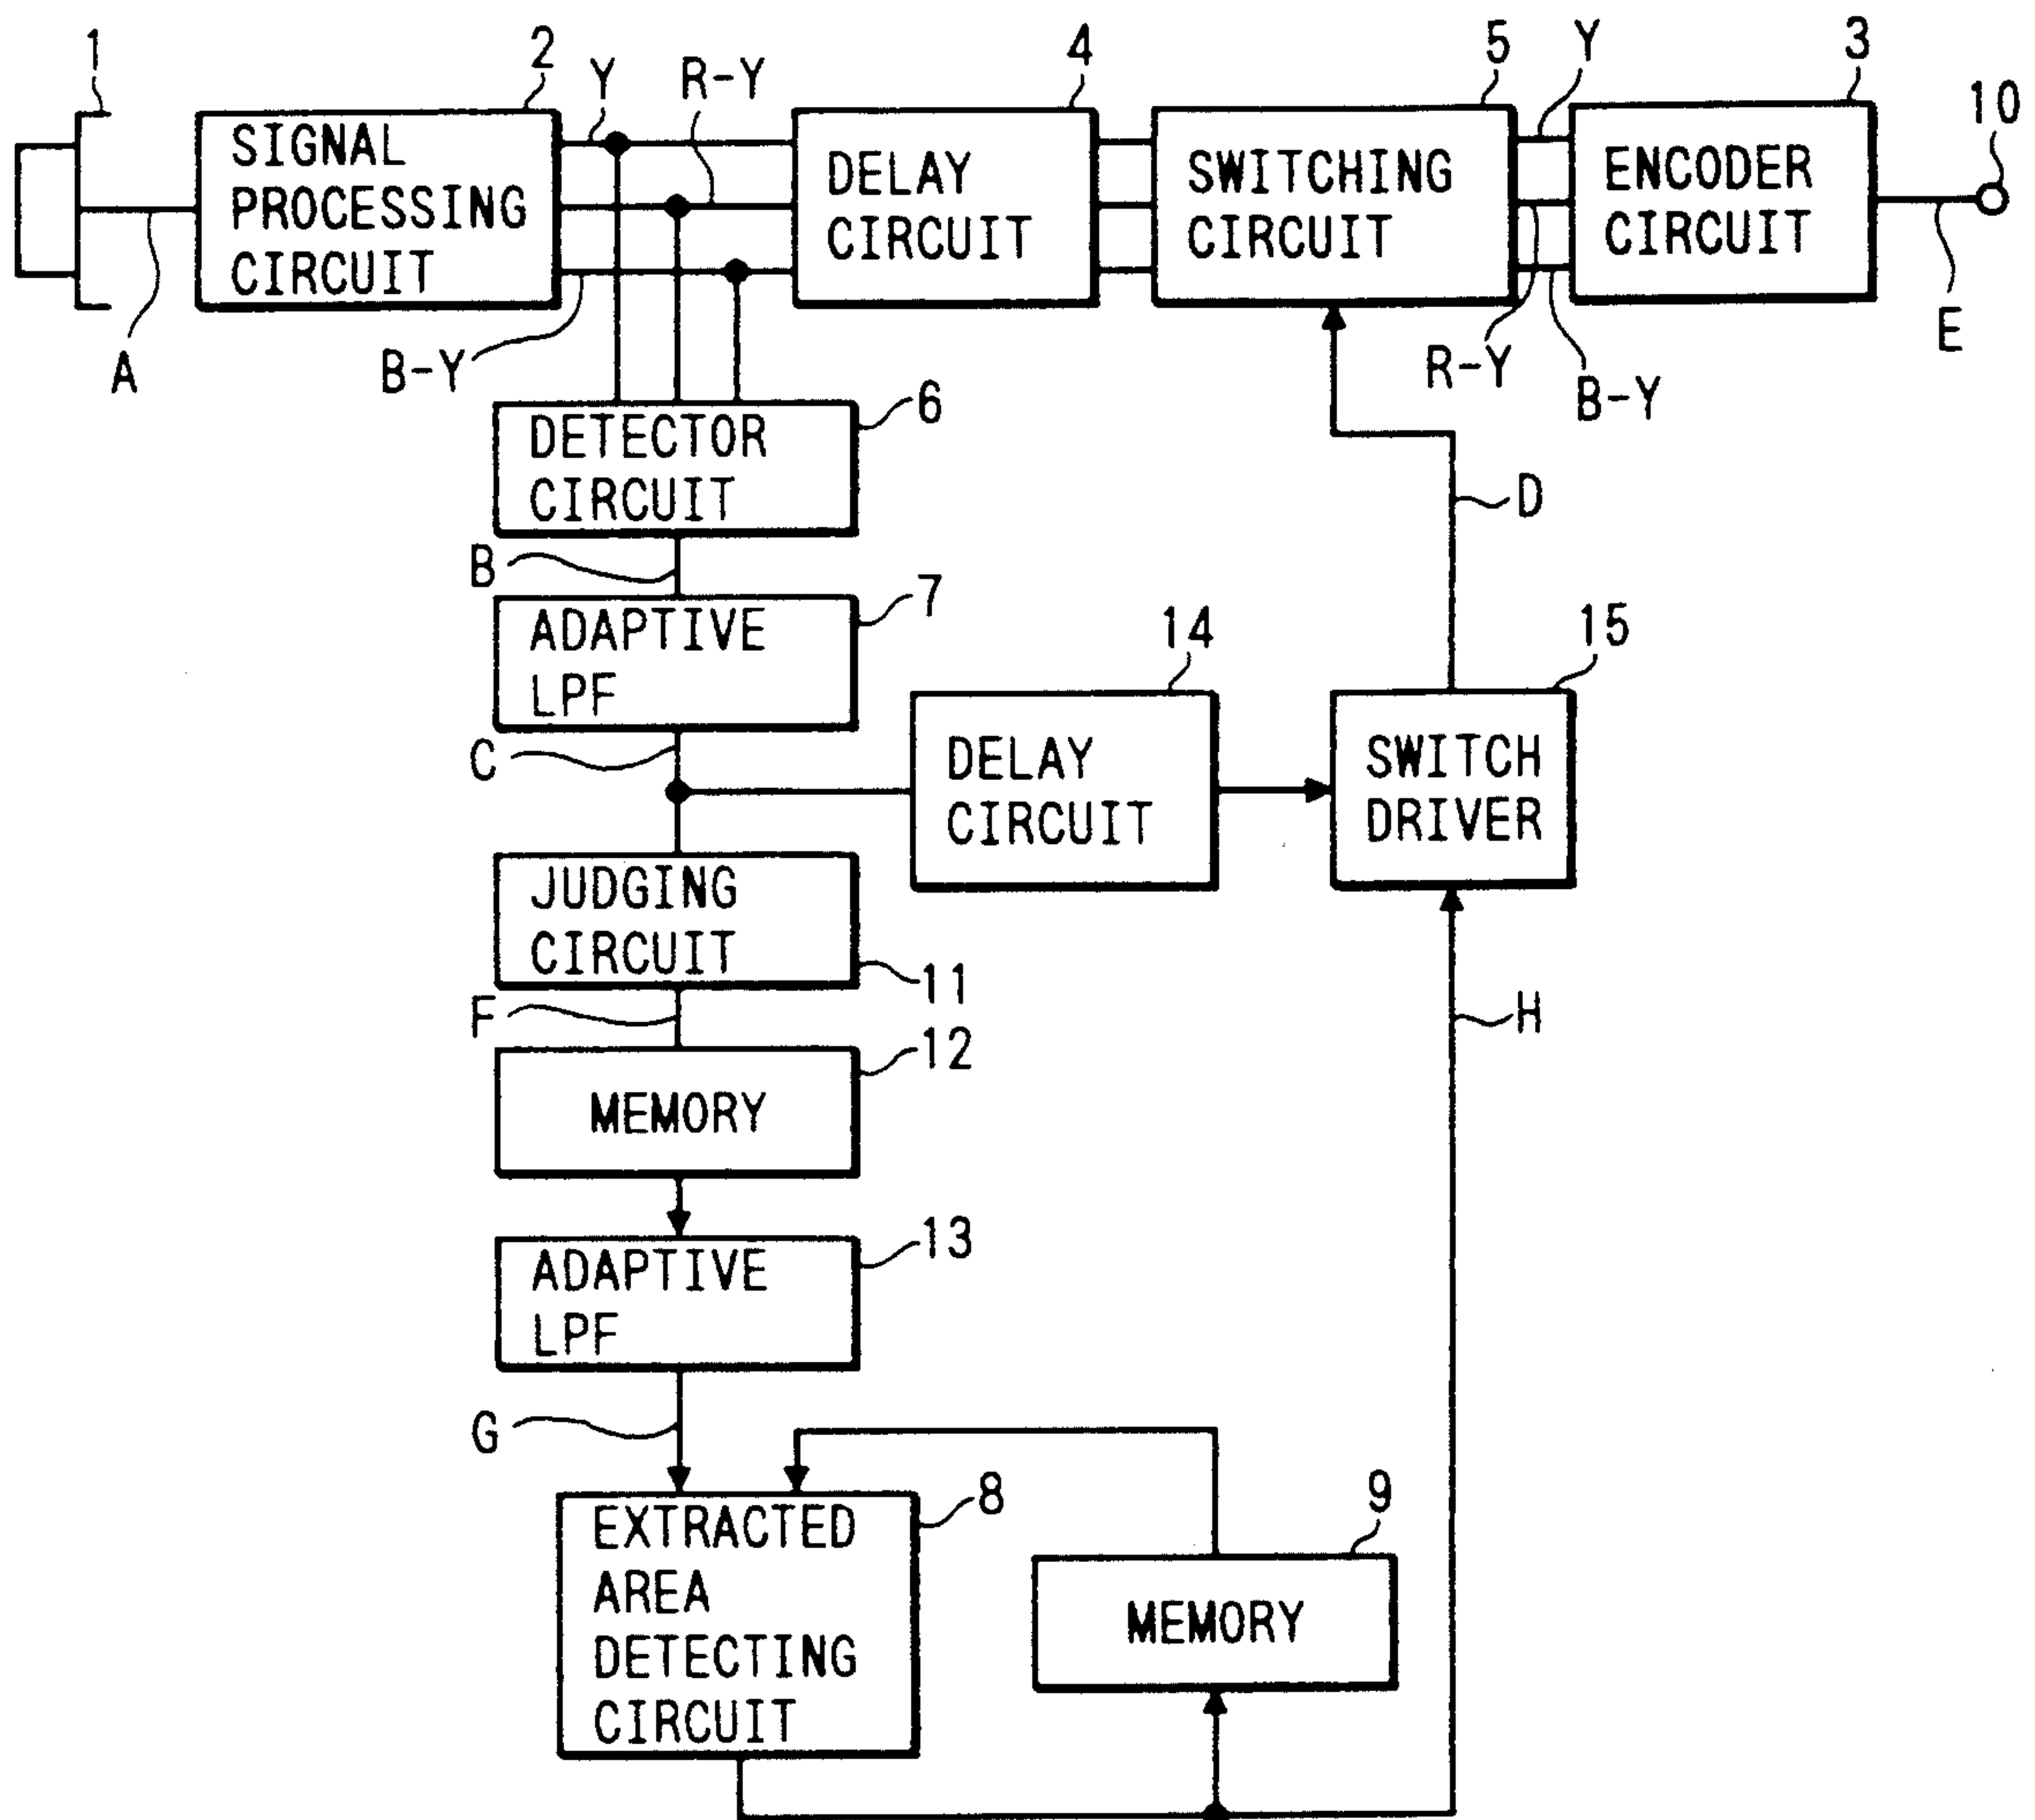 1
2
Y
R-Y
4
5
Y
3
10
SIGNAL
PROCESSING
CIRCUIT
DELAY
CIRCUIT
SWITCHING
CIRCUIT
ENCODER
CIRCUIT
A
B-Y
R-Y
B-Y
E
DETECTOR
CIRCUIT
6
D
B
ADAPTIVE
LPF
7
14
15
C
DELAY
CIRCUIT
SWITCH
DRIVER
JUDGING
CIRCUIT
11
F
H
MEMORY
12
ADAPTIVE
LPF
13
G
EXTRACTED
AREA
DETECTING
CIRCUIT
8
9
MEMORY